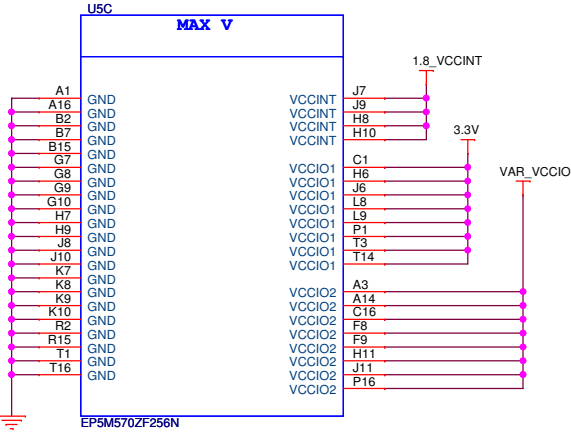 U5C
MAX V
1.8_VCCINT
A1 GND VCCINT J7
A16 GND VCCINT J9
B2 GND VCCINT H8
B7 GND VCCINT H10
3.3V
B15 GND
G7 GND VCCIO1 C1
G8 GND VCCIO1 H6
G9 GND VCCIO1 J6
G10 GND VCCIO1 L8
H7 GND VCCIO1 L9
H9 GND VCCIO1 P1
J8 GND VCCIO1 T3
J10 GND VCCIO1 T14
VAR_VCCIO
K7 GND
K8 GND VCCIO2 A3
K9 GND VCCIO2 A14
K10 GND VCCIO2 C16
R2 GND VCCIO2 F8
R15 GND VCCIO2 F9
T1 GND VCCIO2 H11
T16 GND VCCIO2 J11
VCCIO2 P16
EP5M570ZF256N